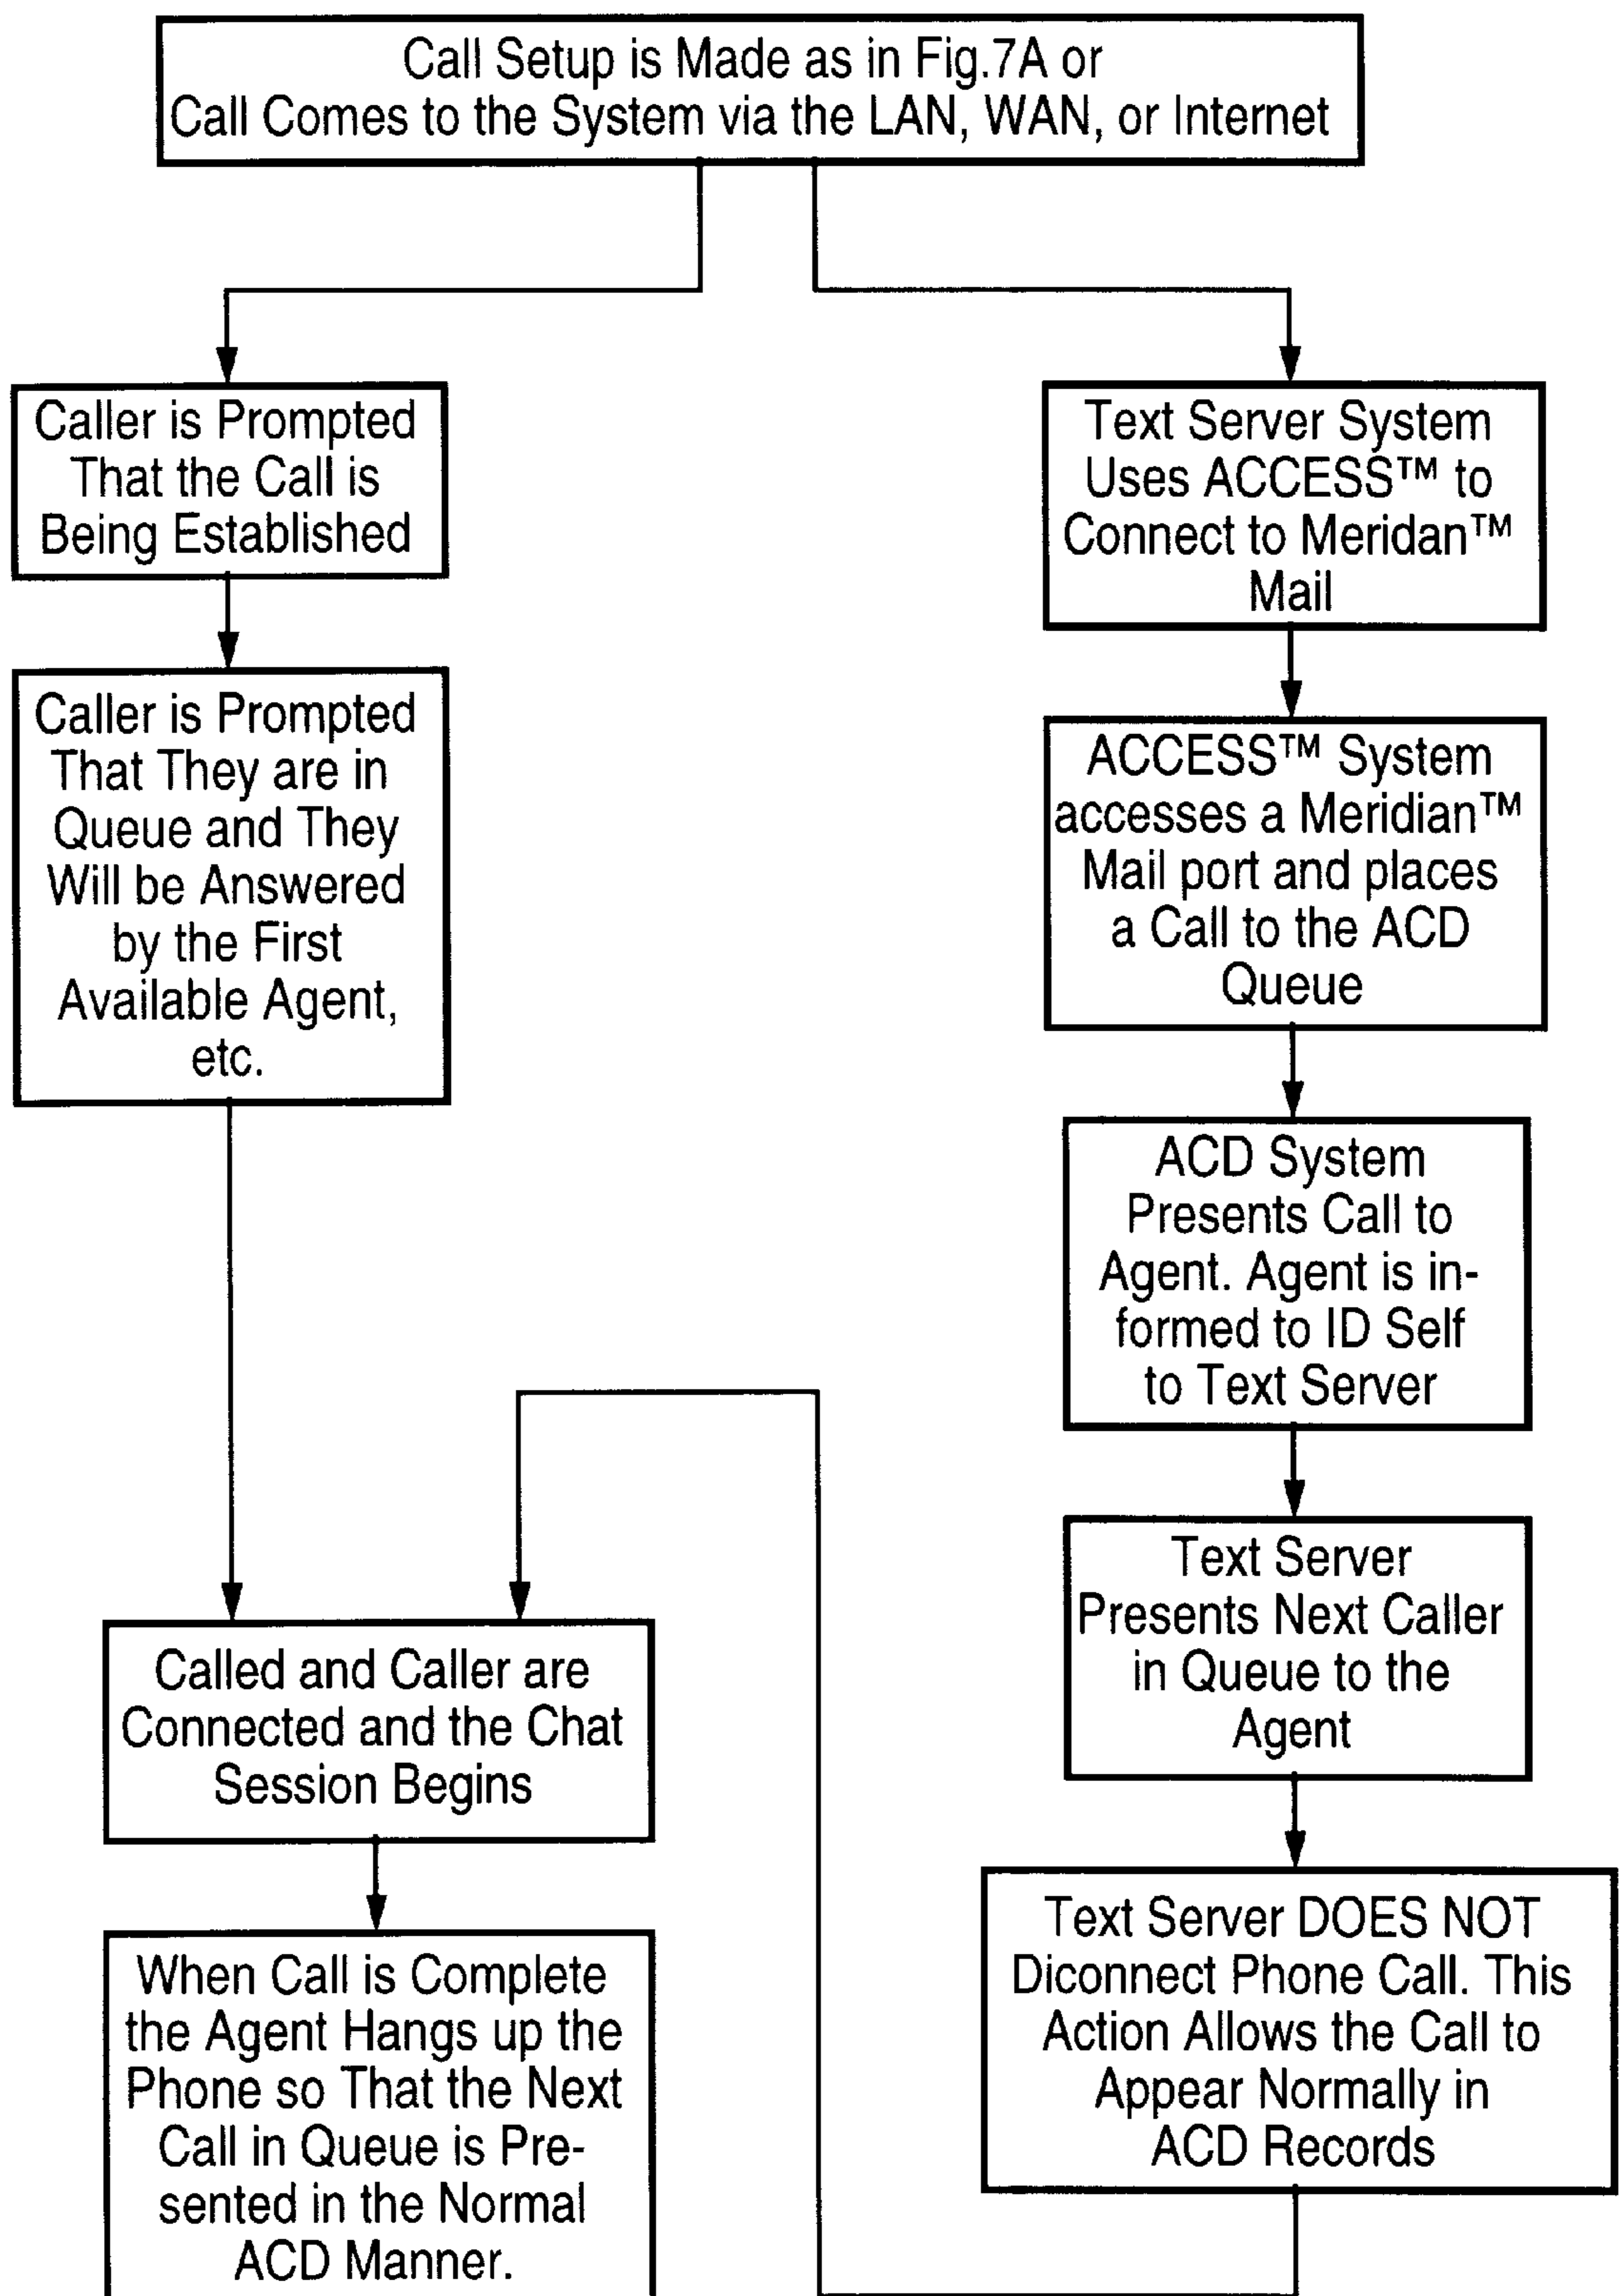 Call Setup is Made as in Fig.7A or
Call Comes to the System via the LAN, WAN, or Internet
Caller is Prompted
That the Call is
Being Established
Caller is Prompted
That They are in
Queue and They
Will be Answered
by the First
Available Agent,
etc.
Text Server System
Uses ACCESS™ to
Connect to Meridan™
Mail
ACCESS™ System
accesses a Meridian™
Mail port and places
a Call to the ACD
Queue
ACD System
Presents Call to
Agent. Agent is in-
formed to ID Self
to Text Server
Text Server
Presents Next Caller
in Queue to the
Agent
Text Server DOES NOT
Diconnect Phone Call. This
Action Allows the Call to
Appear Normally in
ACD Records
Called and Caller are
Connected and the Chat
Session Begins
When Call is Complete
the Agent Hangs up the
Phone so That the Next
Call in Queue is Pre-
sented in the Normal
ACD Manner.